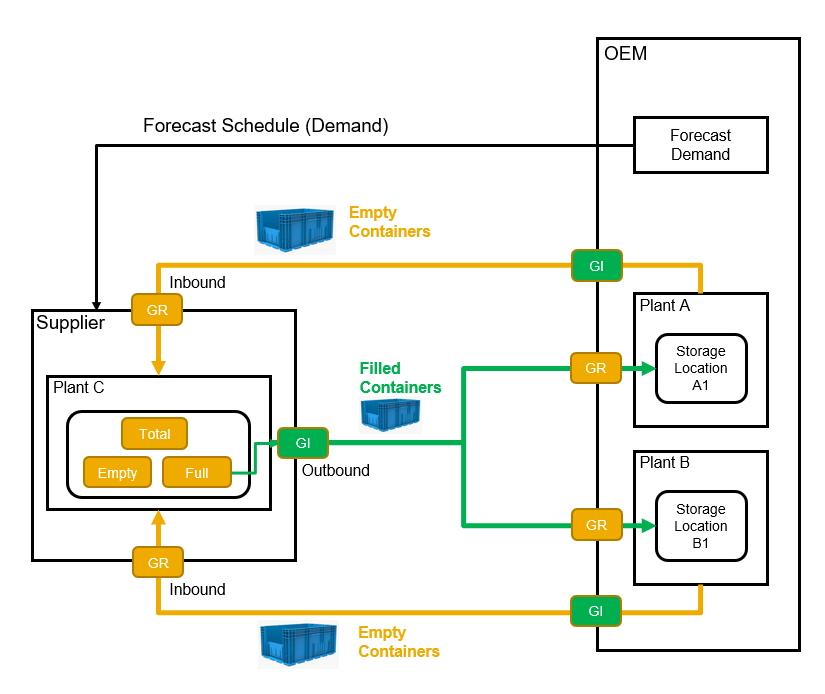 OEM
Forecast Schedule (Demand)
Forecast
Demand
Empty
Containers
GI
Inbound
GR
Supplier
Plant A
Storage
Location
A1
GR
Filled
Containers
Plant C
Total
Empty
Full
GI
Outbound
Plant B
Storage
Location
B1
GR
GR
Inbound
GI
Empty
Containers